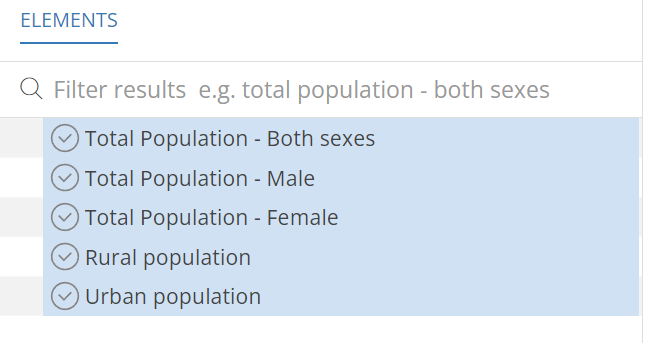 ELEMENTS
Filter results e.g. total population - both sexes
Total Population - Both sexes
Total Population - Male
Total Population - Female
Rural population
Urban population